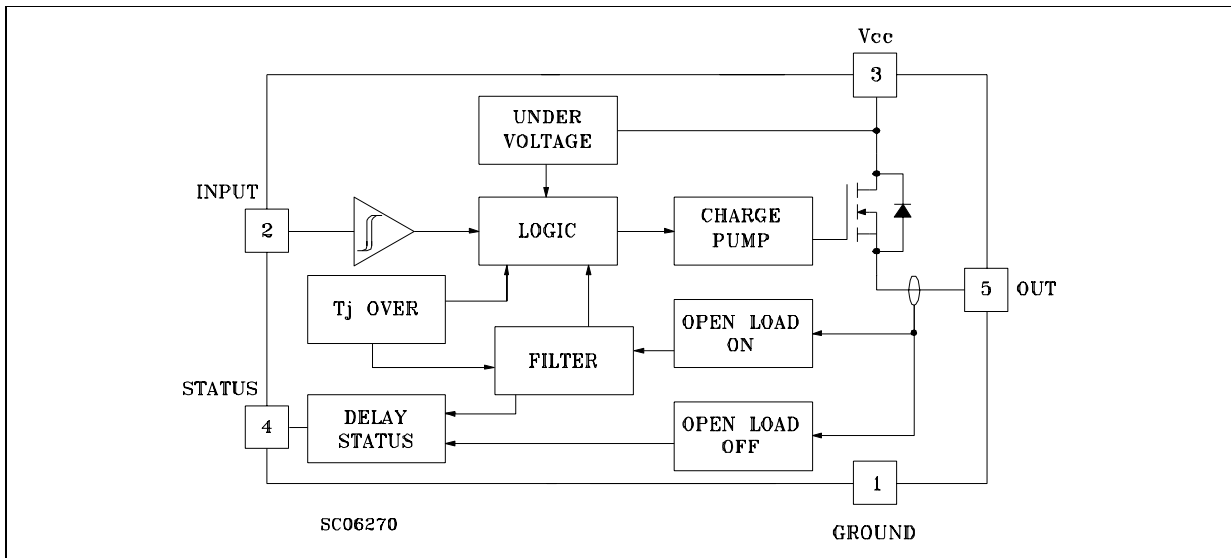 Vcc
3
UNDER
VOLTAGE
INPUT
2
LOGIC
CHARGE
PUMP
5
OUT
Tj OVER
OPEN LOAD
ON
FILTER
STATUS
4
DELAY
STATUS
OPEN LOAD
OFF
1
SC06270
GROUND